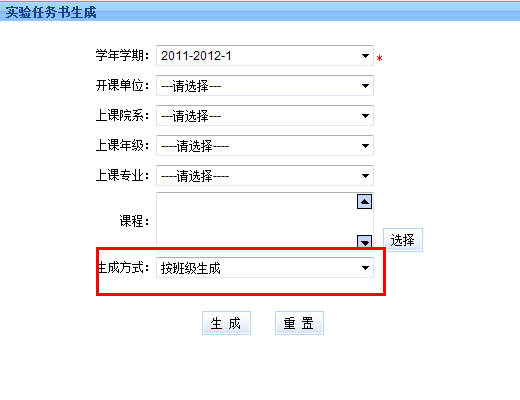 实验任务书生成
学年学期： 2011-2012-1 *
开课单位： ---请选择---
上课院系： ---请选择---
上课年级： ----请选择----
上课专业： ----请选择----
课程： 选择
生成方式： 按班级生成
生 成 重 置